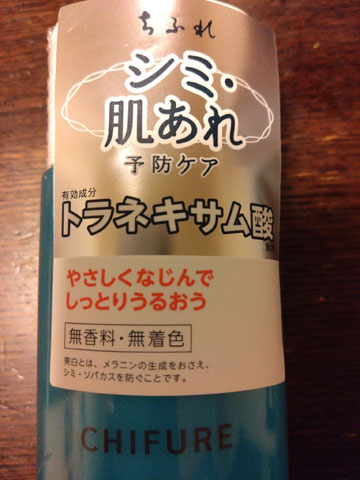 ちふれ
シミ・
肌あれ
予防ケア
有効成分
トラネキサム酸
配合
やさしくなじんで
しっとりうるおう
無香料・無着色
美白とは、メラニンの生成をおさえ、
シミ・ソバカスを防ぐことです。
CHIFURE